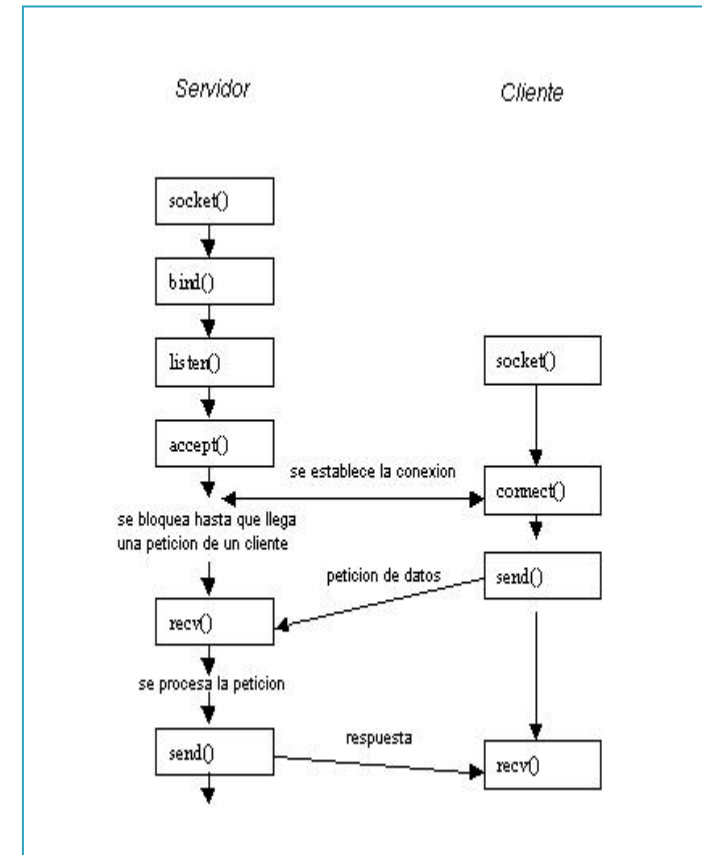 Servidor
Cliente
socket()
bind()
listen()
socket()
accept()
se establece la conexion
connect()
se bloquea hasta que llega
una peticion de un cliente
peticion de datos
send()
recv()
se procesa la peticion
send()
respuesta
recv()